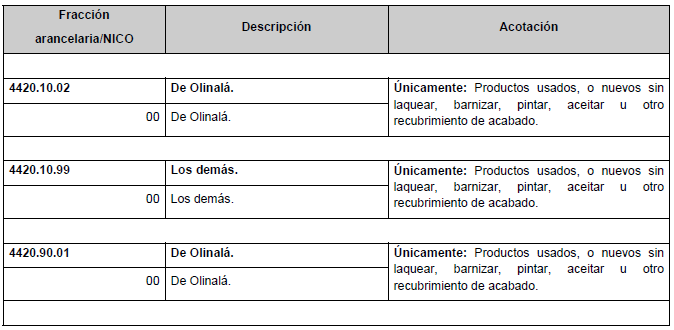 Fracción arancelaria/NICO Descripción Acotación
4420.10.02 De Olinalá. Únicamente: Productos usados, o nuevos sin
laquear, barnizar, pintar, aceitar u otro
recubrimiento de acabado.
00 De Olinalá.
4420.10.99 Los demás. Únicamente: Productos usados, o nuevos sin
laquear, barnizar, pintar, aceitar u otro
recubrimiento de acabado.
00 Los demás.
4420.90.01 De Olinalá. Únicamente: Productos usados, o nuevos sin
laquear, barnizar, pintar, aceitar u otro
recubrimiento de acabado.
00 De Olinalá.